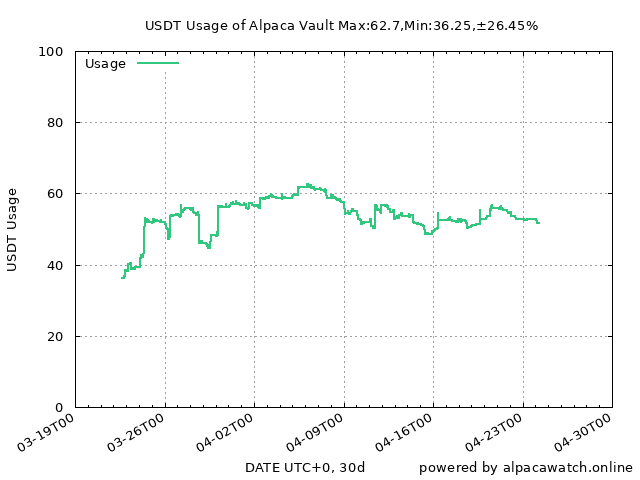 USDT Usage of Alpaca Vault Max:62.7,Min:36.25,±26.45%
Usage
USDT Usage
100
80
60
40
20
0
03-19T00 03-26T00 04-02T00 04-09T00 04-16T00 04-23T00 04-30T00
DATE UTC+0, 30d
powered by alpacawatch.online